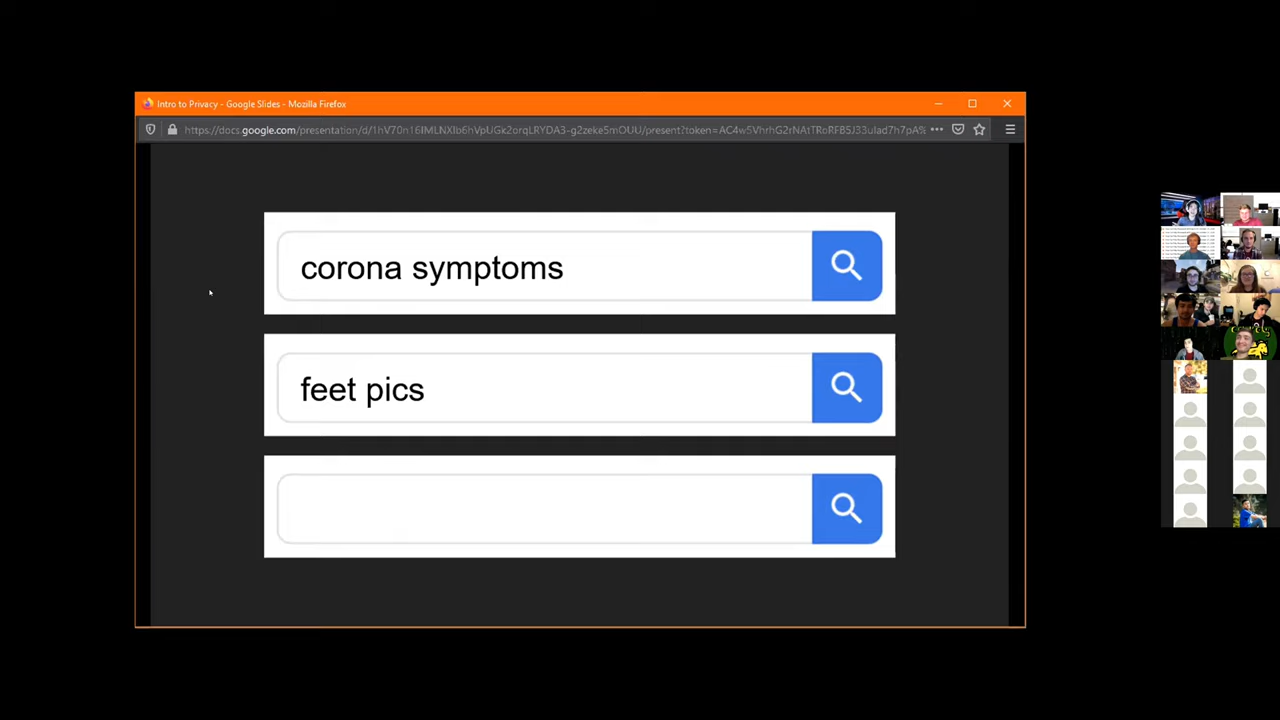 Intro to Privacy - Google Slides - Mozilla Firefox
corona symptoms
feet pics